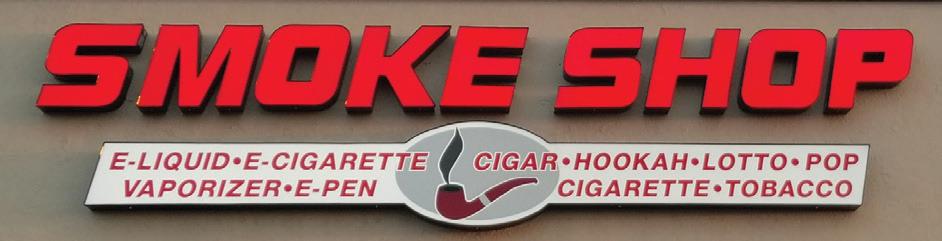 SMOKE SHOP
E-LIQUID•E-CIGARETTE CIGAR•HOOKAH•LOTTO•POP
VAPORIZER•E-PEN CIGARETTE•TOBACCO